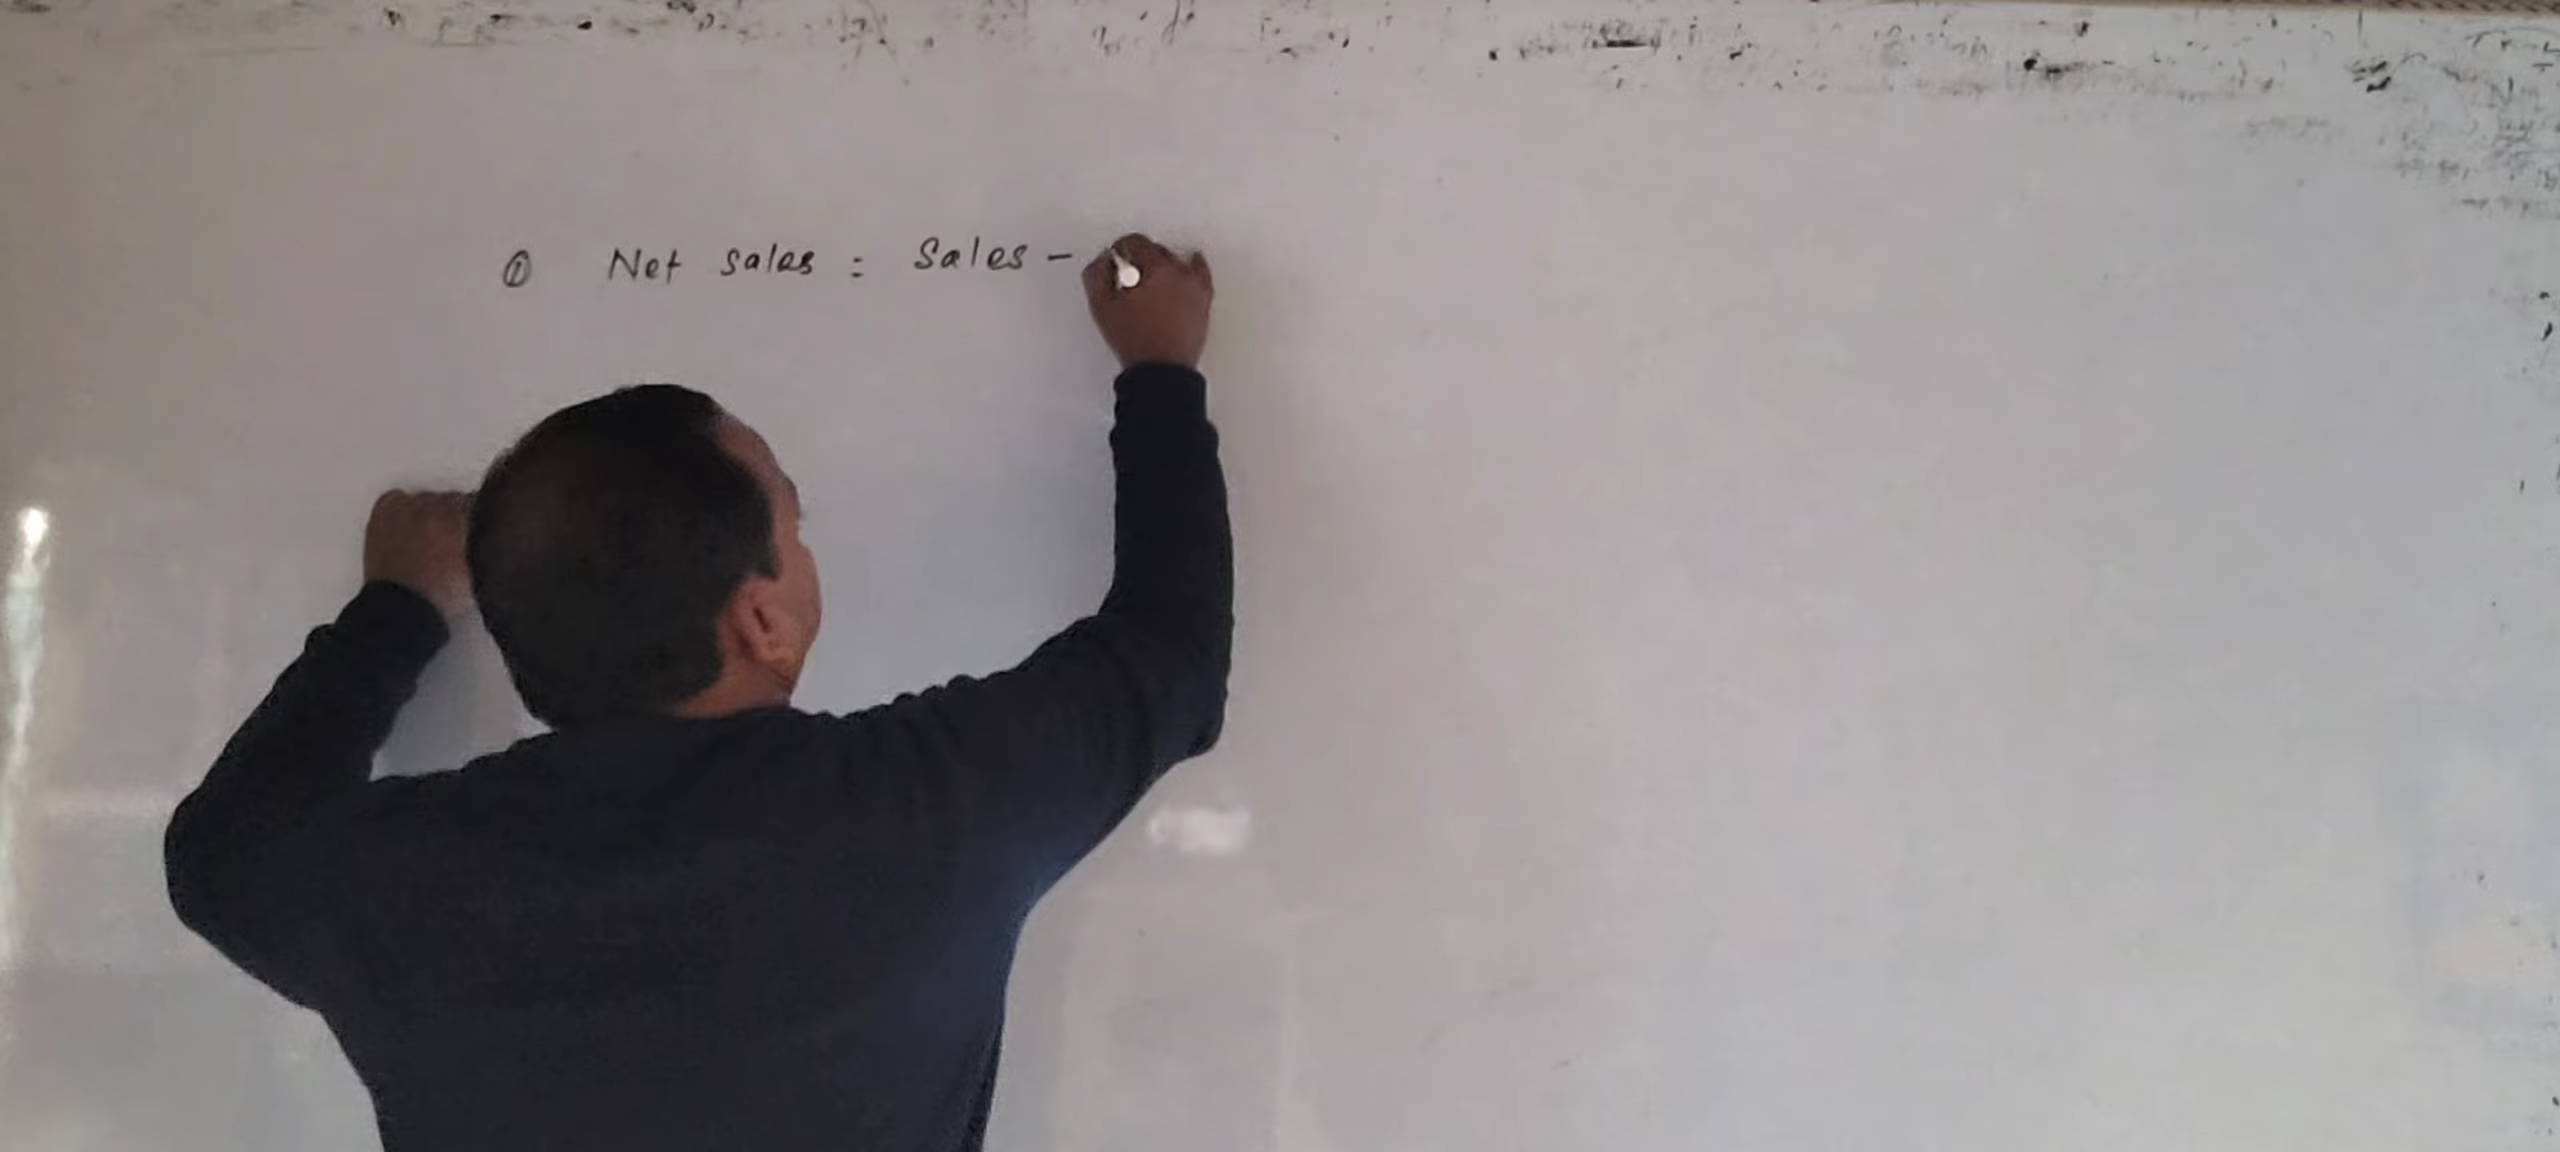 ① Net sales = Sales -